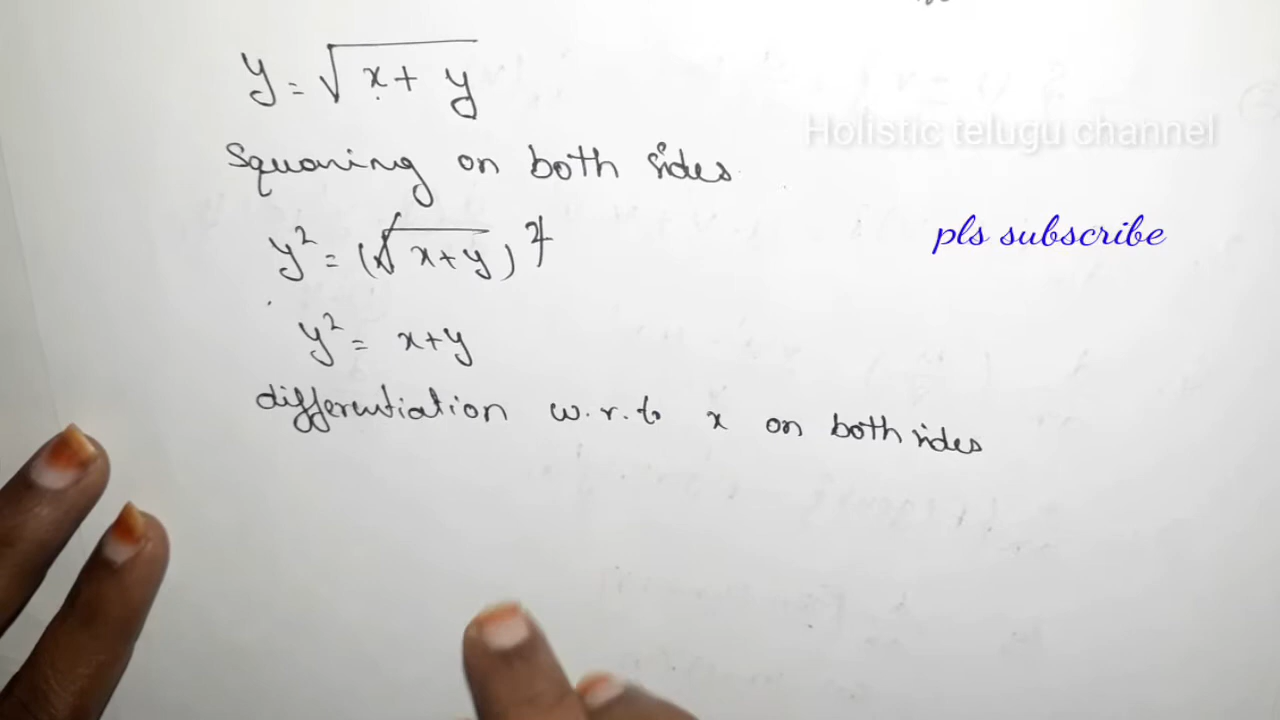 y = √x + y
Holistic telugu channel
Squaring on both sides
pls subscribe
y² = (√x+y)²
y² = x+y
differentiation w.r.to x on both sides